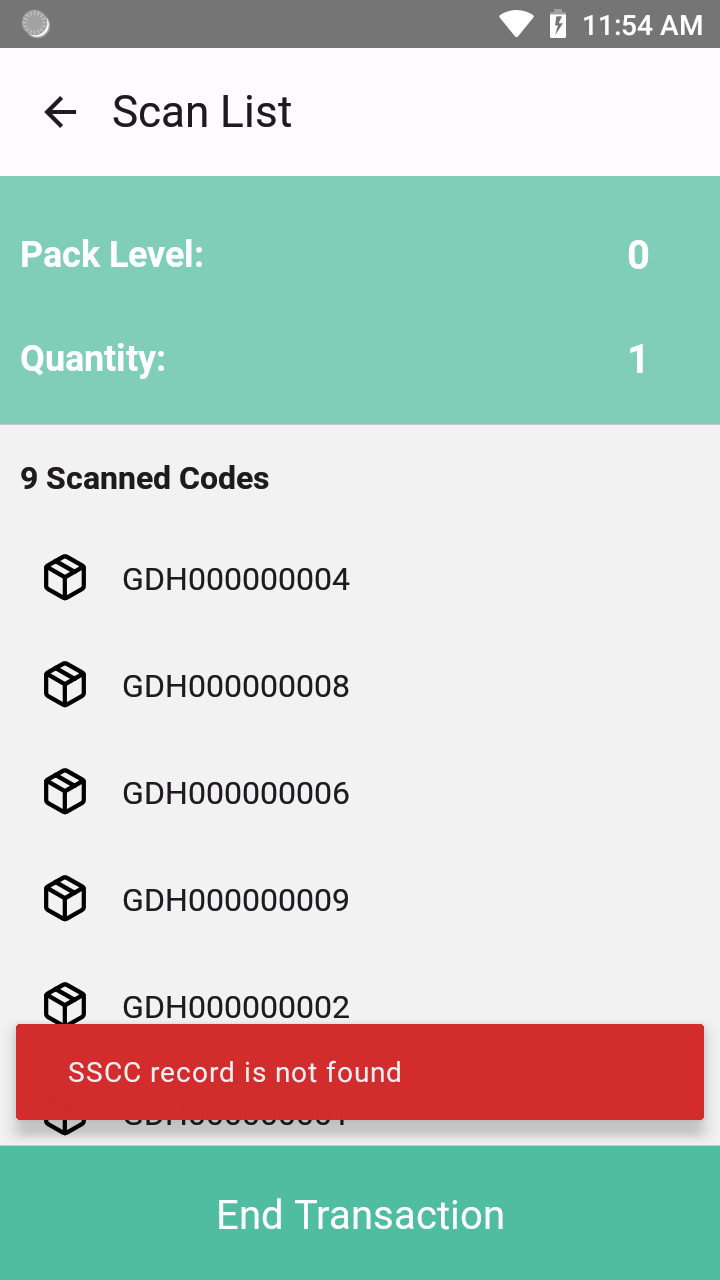 11:54 AM
Scan List
Pack Level: 0
Quantity: 1
9 Scanned Codes
GDH000000004
GDH000000008
GDH000000006
GDH000000009
GDH000000002
SSCC record is not found
End Transaction